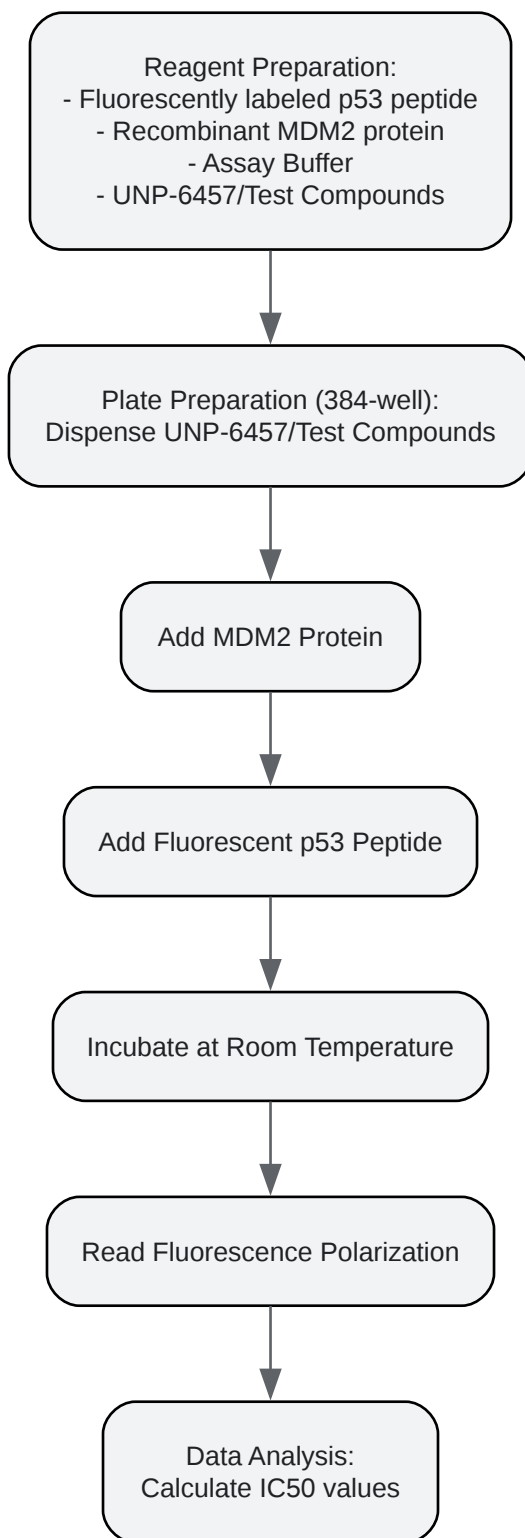 Reagent Preparation:
- Fluorescently labeled p53 peptide
- Recombinant MDM2 protein
- Assay Buffer
- UNP-6457/Test Compounds
Plate Preparation (384-well):
Dispense UNP-6457/Test Compounds
Add MDM2 Protein
Add Fluorescent p53 Peptide
Incubate at Room Temperature
Read Fluorescence Polarization
Data Analysis:
Calculate IC50 values